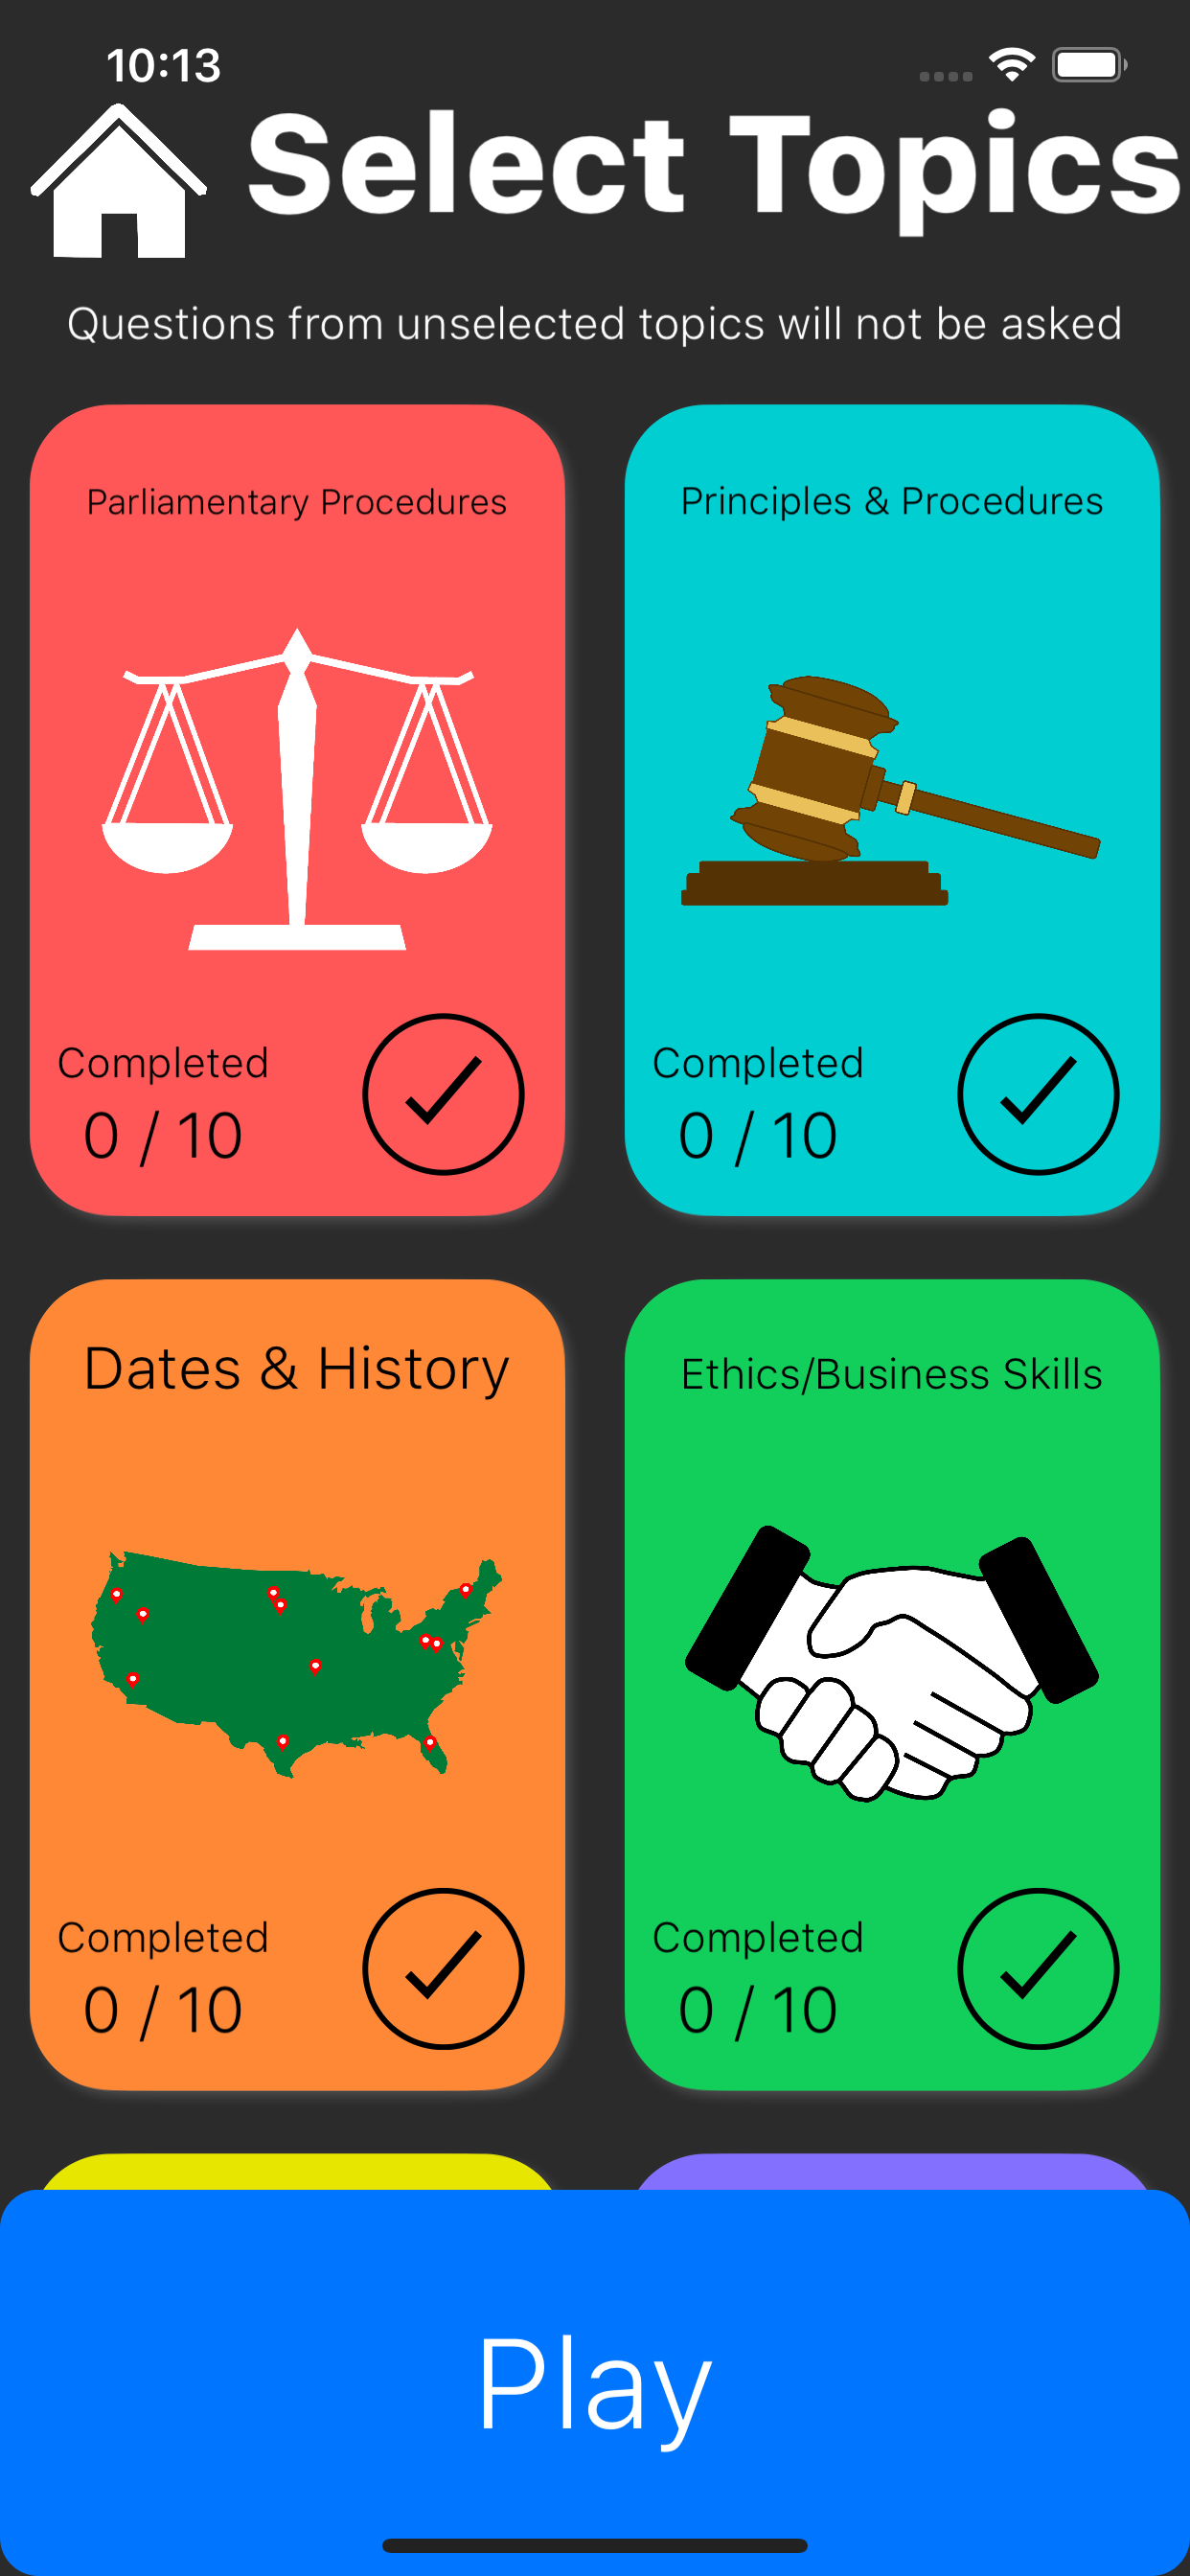 10:13
Select Topics
Questions from unselected topics will not be asked
Parliamentary Procedures
Principles & Procedures
Completed
0 / 10
Completed
0 / 10
Dates & History
Ethics/Business Skills
Completed
0 / 10
Completed
0 / 10
Play